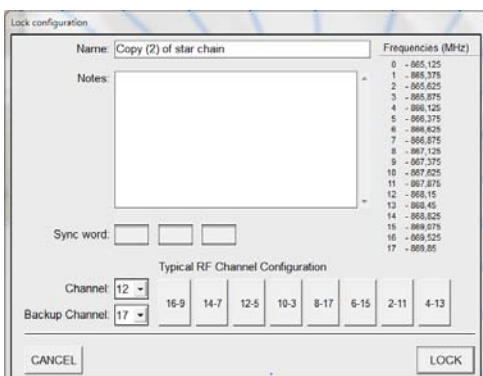 Lock configuration
Name: Copy (2) of star chain
Notes:
Frequencies (MHz)
0 - 865,125
1 - 865,375
2 - 865,625
3 - 865,875
4 - 866,125
5 - 866,375
6 - 866,625
7 - 866,875
8 - 867,125
9 - 867,375
10 - 867,625
11 - 867,875
12 - 868,15
13 - 868,45
14 - 868,825
15 - 869,075
16 - 869,525
17 - 869,85
Sync word:
Typical RF Channel Configuration
Channel: 12
Backup Channel: 17
16-9 14-7 12-5 10-3 8-17 6-15 2-11 4-13
CANCEL LOCK